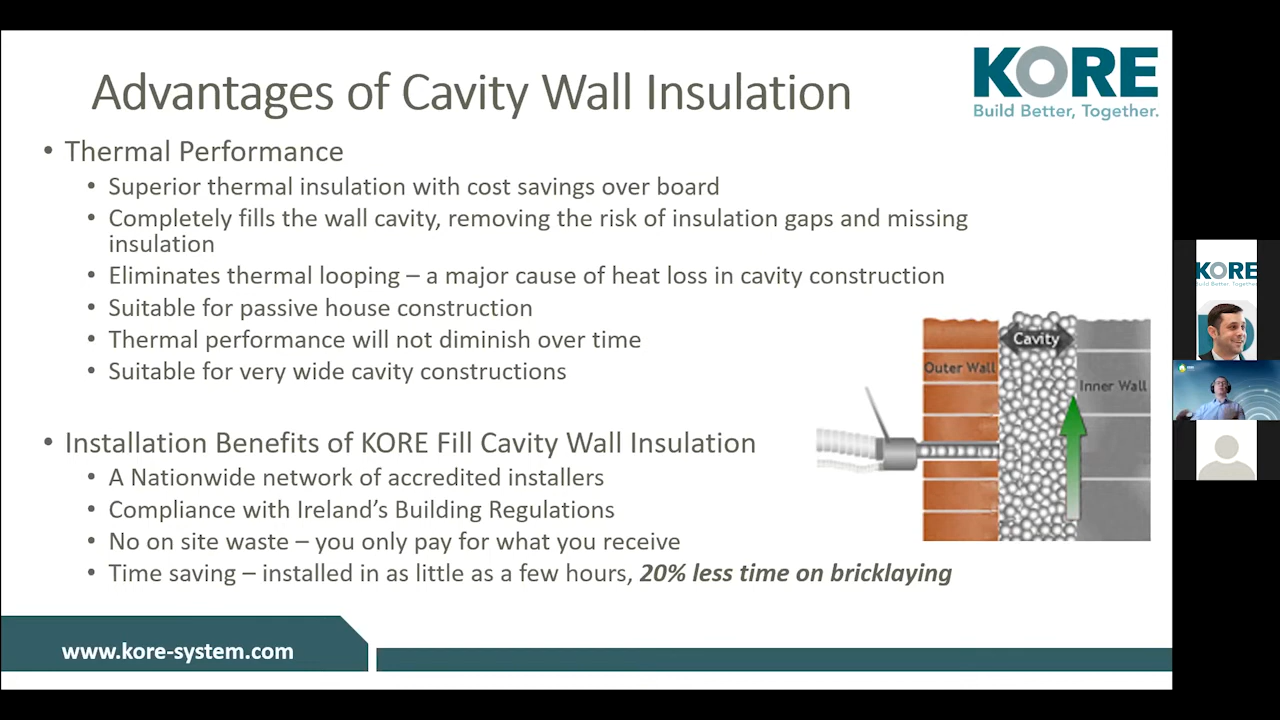 Advantages of Cavity Wall Insulation
KORE
Build Better, Together.
• Thermal Performance
• Superior thermal insulation with cost savings over board
• Completely fills the wall cavity, removing the risk of insulation gaps and missing
insulation
• Eliminates thermal looping – a major cause of heat loss in cavity construction
• Suitable for passive house construction
• Thermal performance will not diminish over time
• Suitable for very wide cavity constructions
Cavity
Outer Wall
Inner Wall
• Installation Benefits of KORE Fill Cavity Wall Insulation
• A Nationwide network of accredited installers
• Compliance with Ireland's Building Regulations
• No on site waste – you only pay for what you receive
• Time saving – installed in as little as a few hours, 20% less time on bricklaying
www.kore-system.com
KORE
Build Better, Together